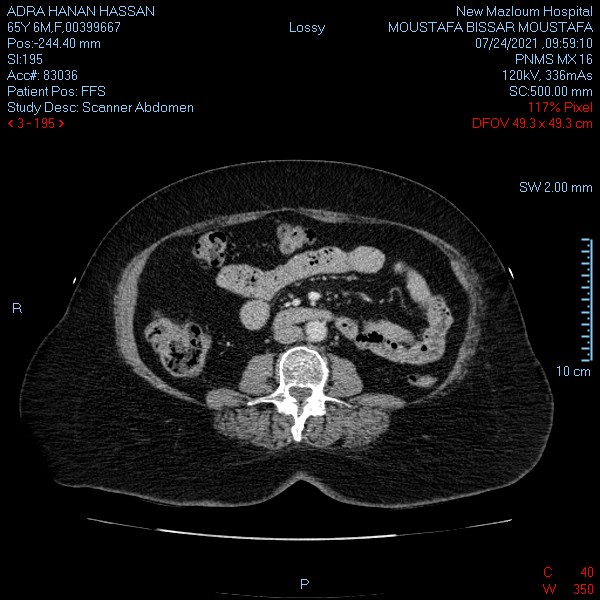 ADRA HANAN HASSAN
65Y 6M,F,00399667
Pos:-244.40 mm
SI:195
Acc#: 83036
Patient Pos: FFS
Study Desc: Scanner Abdomen
< 3 - 195 >
Lossy
New Mazloum Hospital
MOUSTAFA BISSAR MOUSTAFA
07/24/2021 ,09:59:10
PNMS MX 16
120kV, 336mAs
SC:500.00 mm
117% Pixel
DFOV 49.3 x 49.3 cm
SW 2.00 mm
R
10 cm
P
C 40
W 350